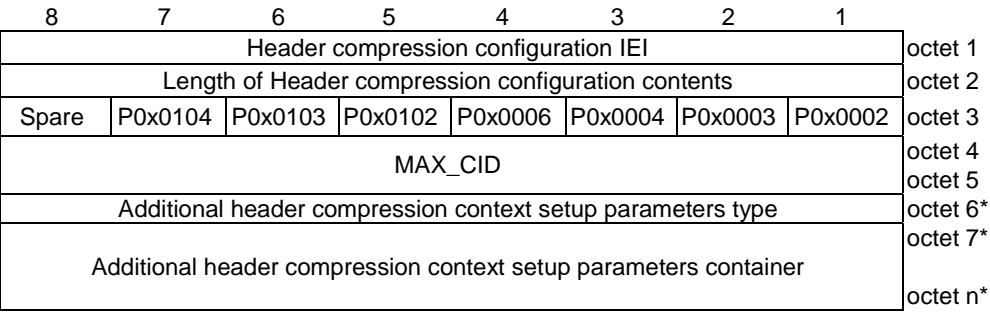 8 7 6 5 4 3 2 1
Header compression configuration IEI octet 1
Length of Header compression configuration contents octet 2
Spare P0x0104 P0x0103 P0x0102 P0x0006 P0x0004 P0x0003 P0x0002 octet 3
MAX_CID octet 4
octet 5
Additional header compression context setup parameters type octet 6*
octet 7*
Additional header compression context setup parameters container
octet n*